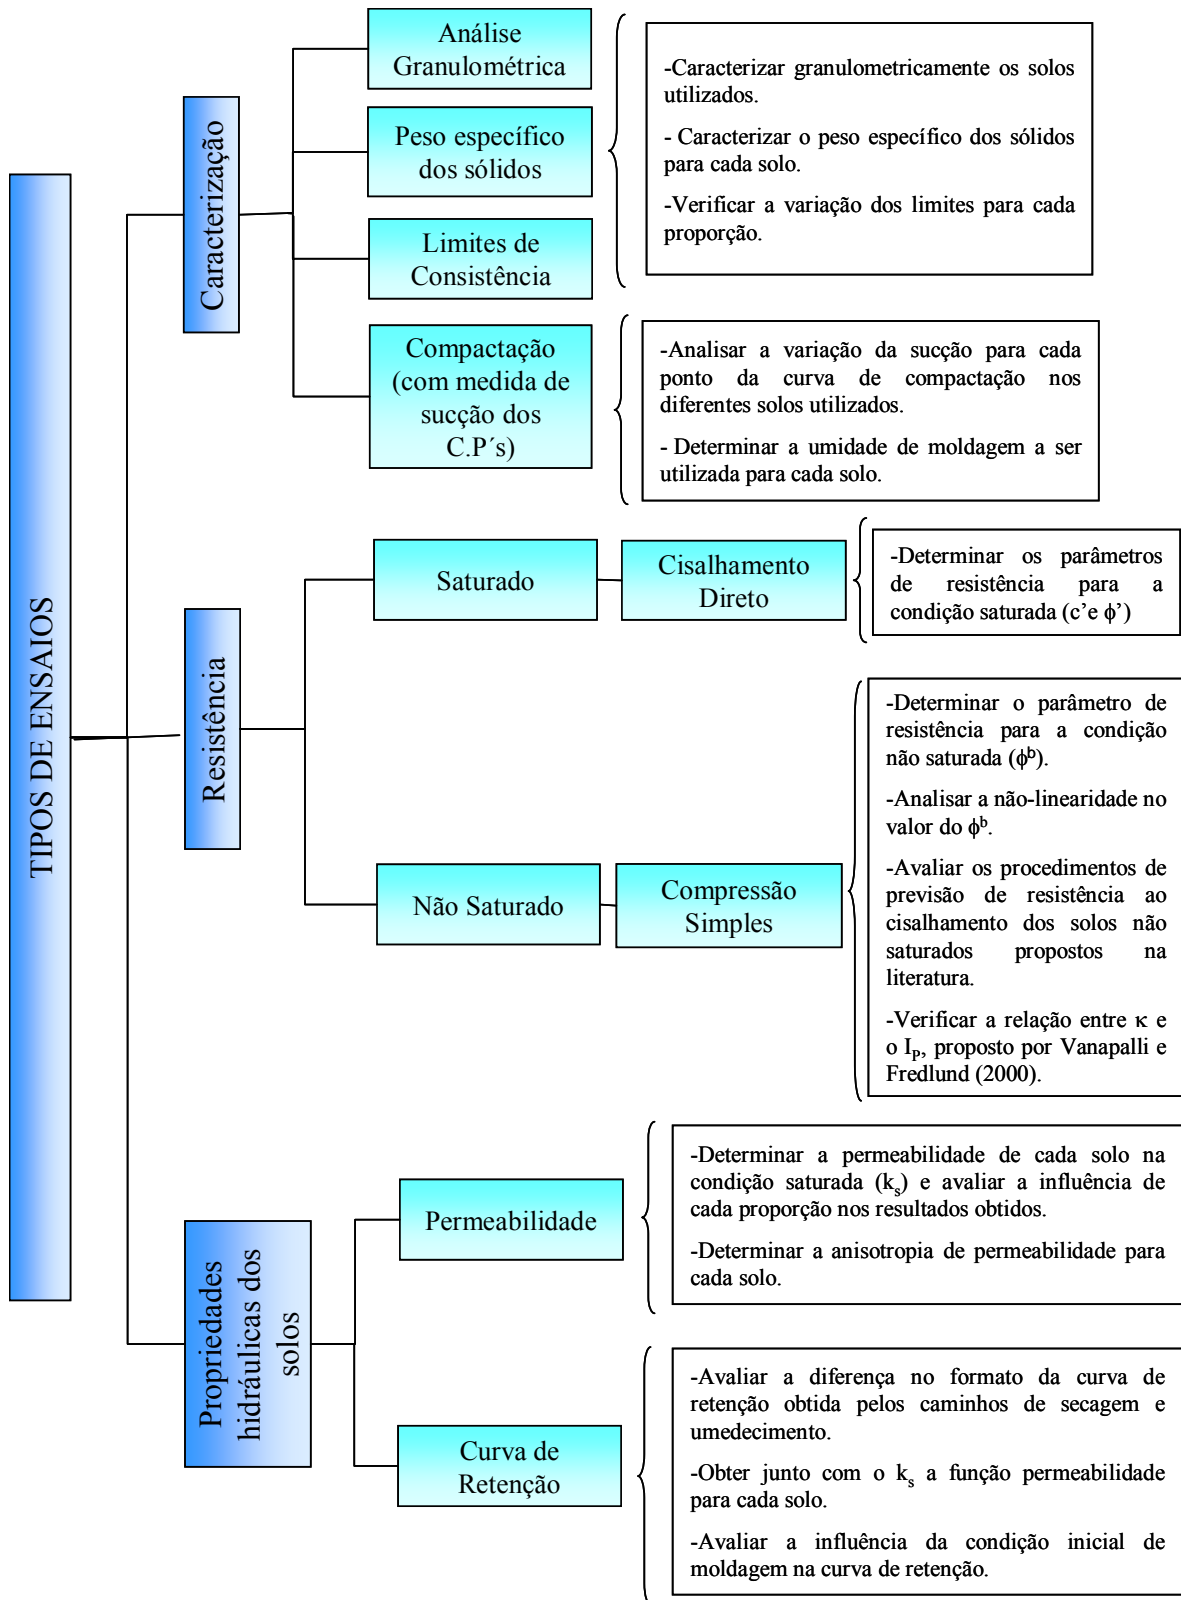 TIPOS DE ENSAIOS
Caracterização
Análise
Granulométrica
Peso específico
dos sólidos
Limites de
Consistência
-Caracterizar granulometricamente os solos
utilizados.
- Caracterizar o peso específico dos sólidos
para cada solo.
-Verificar a variação dos limites para cada
proporção.
Compactação
(com medida de
sucção dos
C.P´s)
-Analisar a variação da sucção para cada
ponto da curva de compactação nos
diferentes solos utilizados.
- Determinar a umidade de moldagem a ser
utilizada para cada solo.
Resistência
Saturado
Cisalhamento
Direto
-Determinar os parâmetros
de resistência para a
condição saturada (c’e ϕ’)
Não Saturado
Compressão
Simples
-Determinar o parâmetro de
resistência para a condição
não saturada (ϕᵇ).
-Analisar a não-linearidade no
valor do ϕᵇ.
-Avaliar os procedimentos de
previsão de resistência ao
cisalhamento dos solos não
saturados propostos na
literatura.
-Verificar a relação entre κ e
o I_P, proposto por Vanapalli e
Fredlund (2000).
Propriedades
hidráulicas dos
solos
Permeabilidade
-Determinar a permeabilidade de cada solo na
condição saturada (kₛ) e avaliar a influência de
cada proporção nos resultados obtidos.
-Determinar a anisotropia de permeabilidade para
cada solo.
Curva de
Retenção
-Avaliar a diferença no formato da curva de
retenção obtida pelos caminhos de secagem e
umedecimento.
-Obter junto com o kₛ a função permeabilidade
para cada solo.
-Avaliar a influência da condição inicial de
moldagem na curva de retenção.